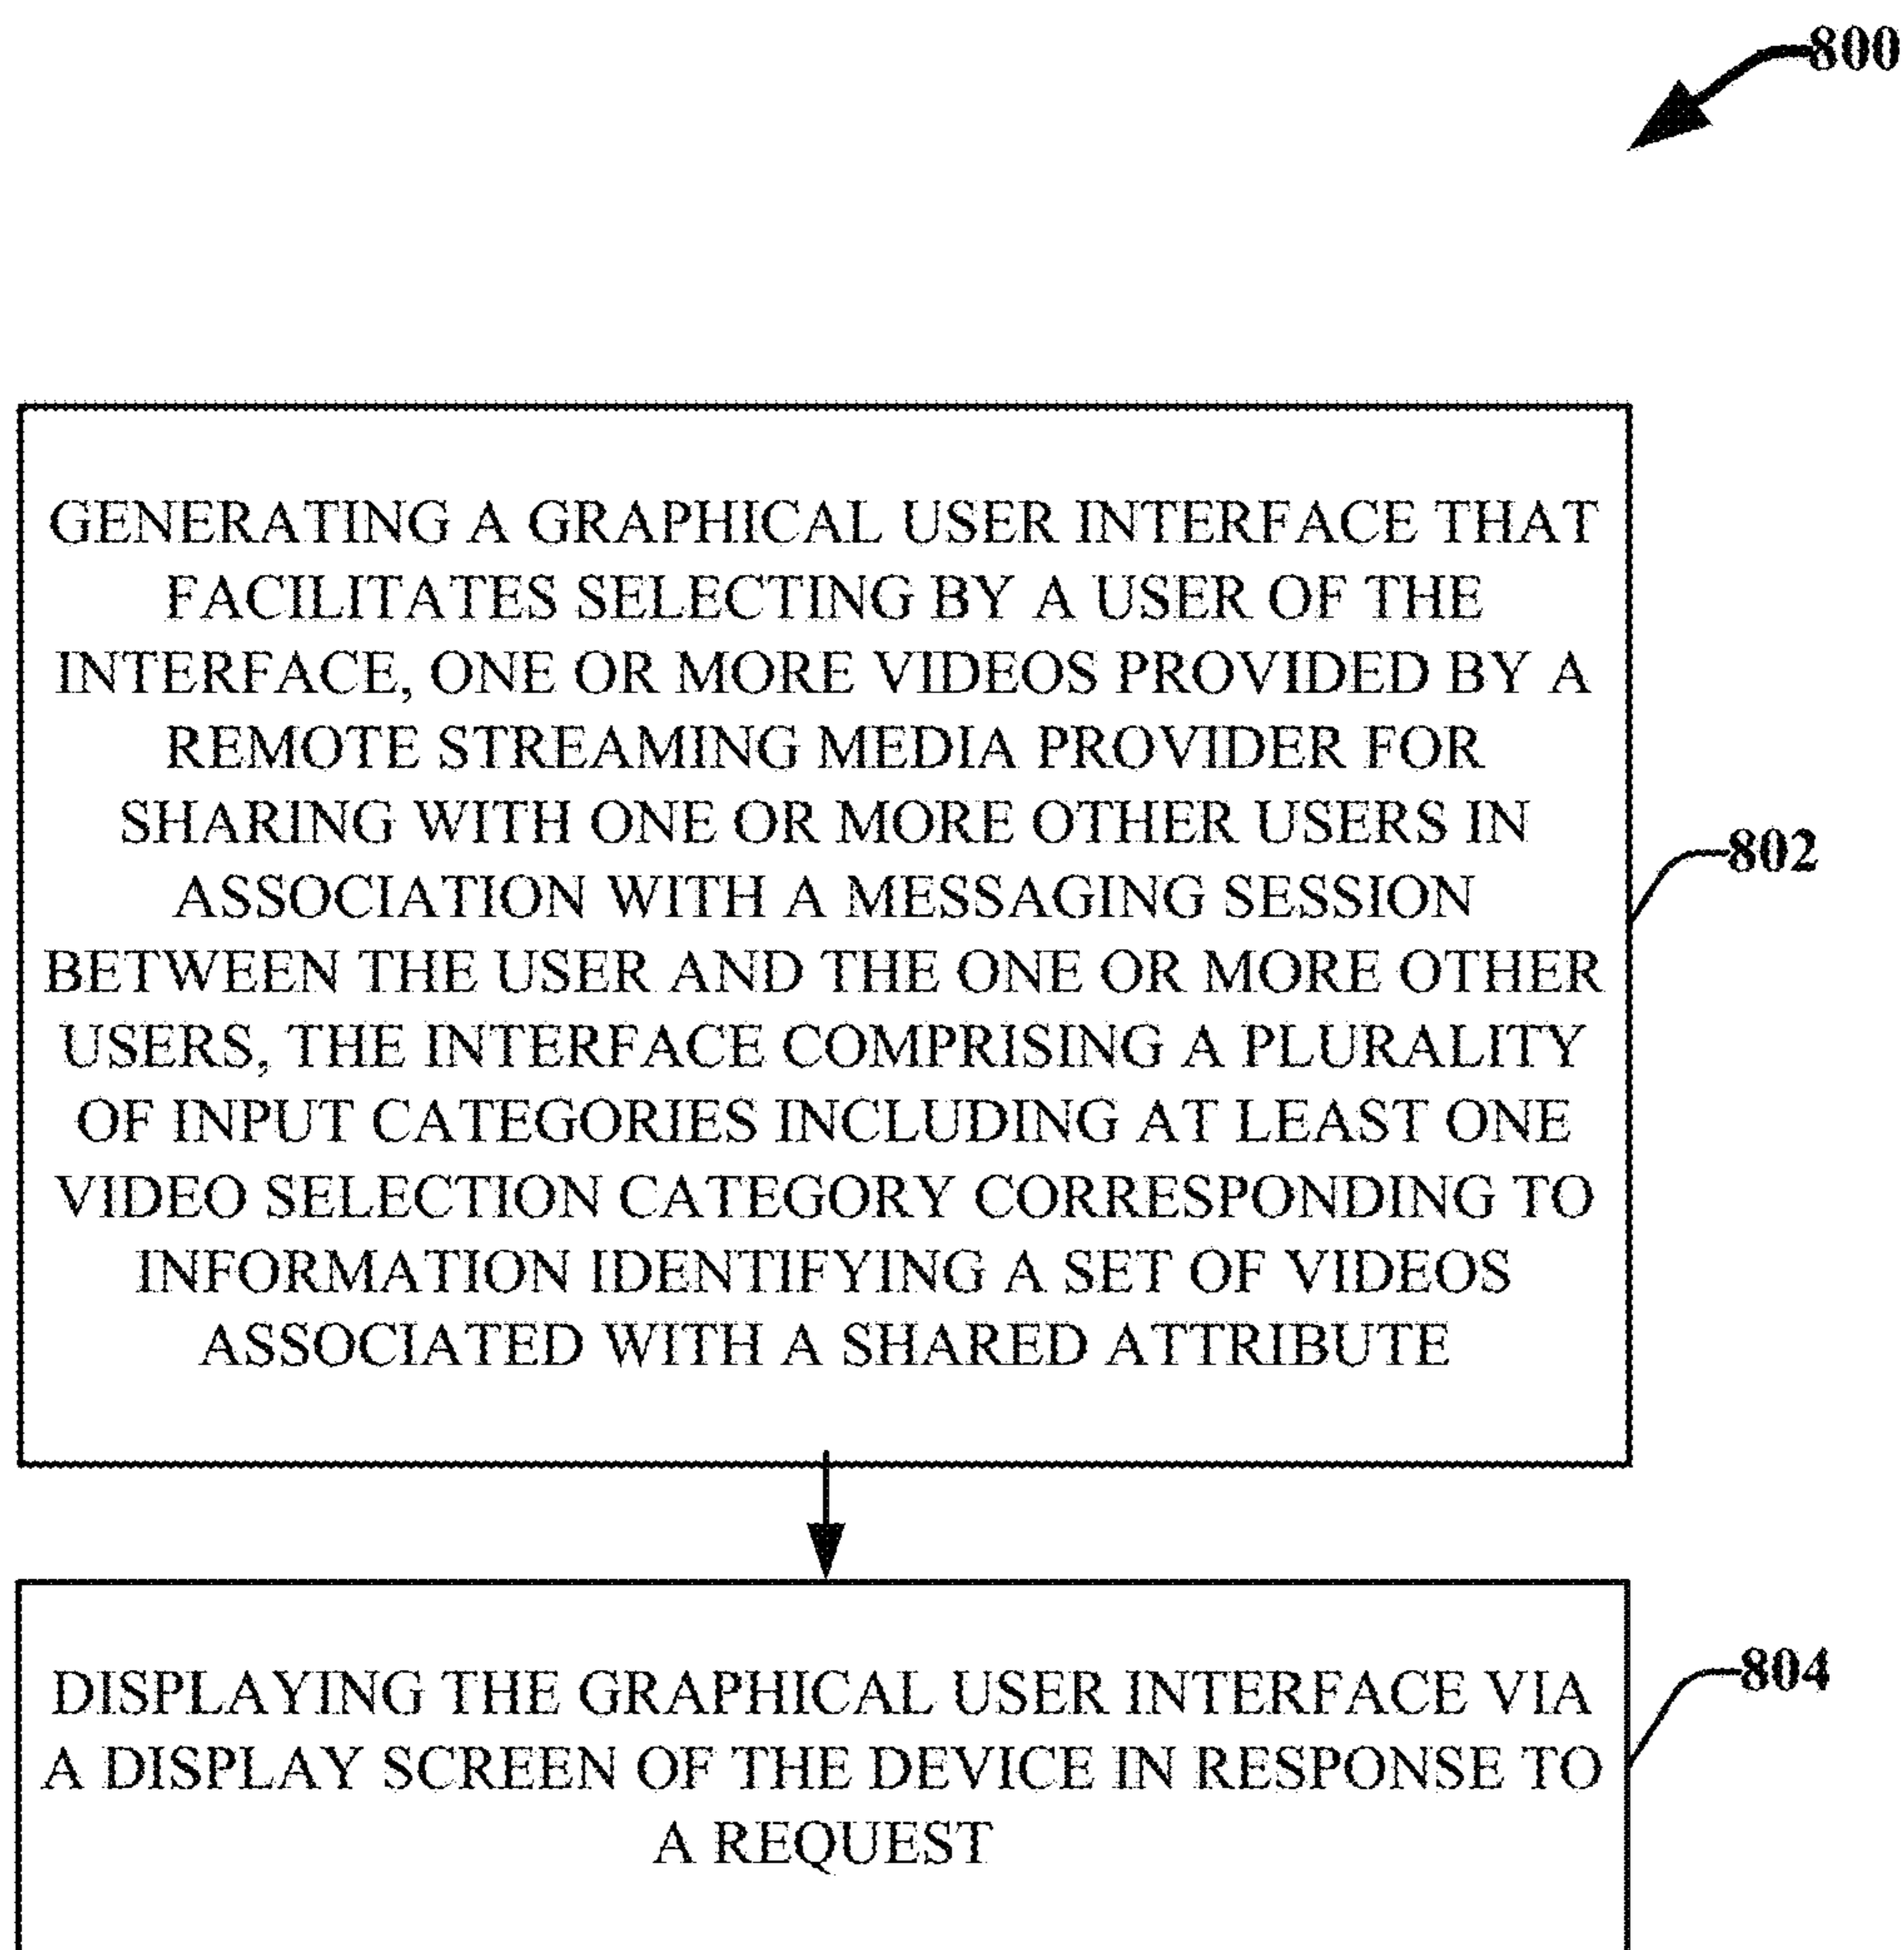 800
GENERATING A GRAPHICAL USER INTERFACE THAT
FACILITATES SELECTING BY A USER OF THE
INTERFACE, ONE OR MORE VIDEOS PROVIDED BY A
REMOTE STREAMING MEDIA PROVIDER FOR
SHARING WITH ONE OR MORE OTHER USERS IN
ASSOCIATION WITH A MESSAGING SESSION
BETWEEN THE USER AND THE ONE OR MORE OTHER
USERS, THE INTERFACE COMPRISING A PLURALITY
OF INPUT CATEGORIES INCLUDING AT LEAST ONE
VIDEO SELECTION CATEGORY CORRESPONDING TO
INFORMATION IDENTIFYING A SET OF VIDEOS
ASSOCIATED WITH A SHARED ATTRIBUTE
802
DISPLAYING THE GRAPHICAL USER INTERFACE VIA
A DISPLAY SCREEN OF THE DEVICE IN RESPONSE TO
A REQUEST
804